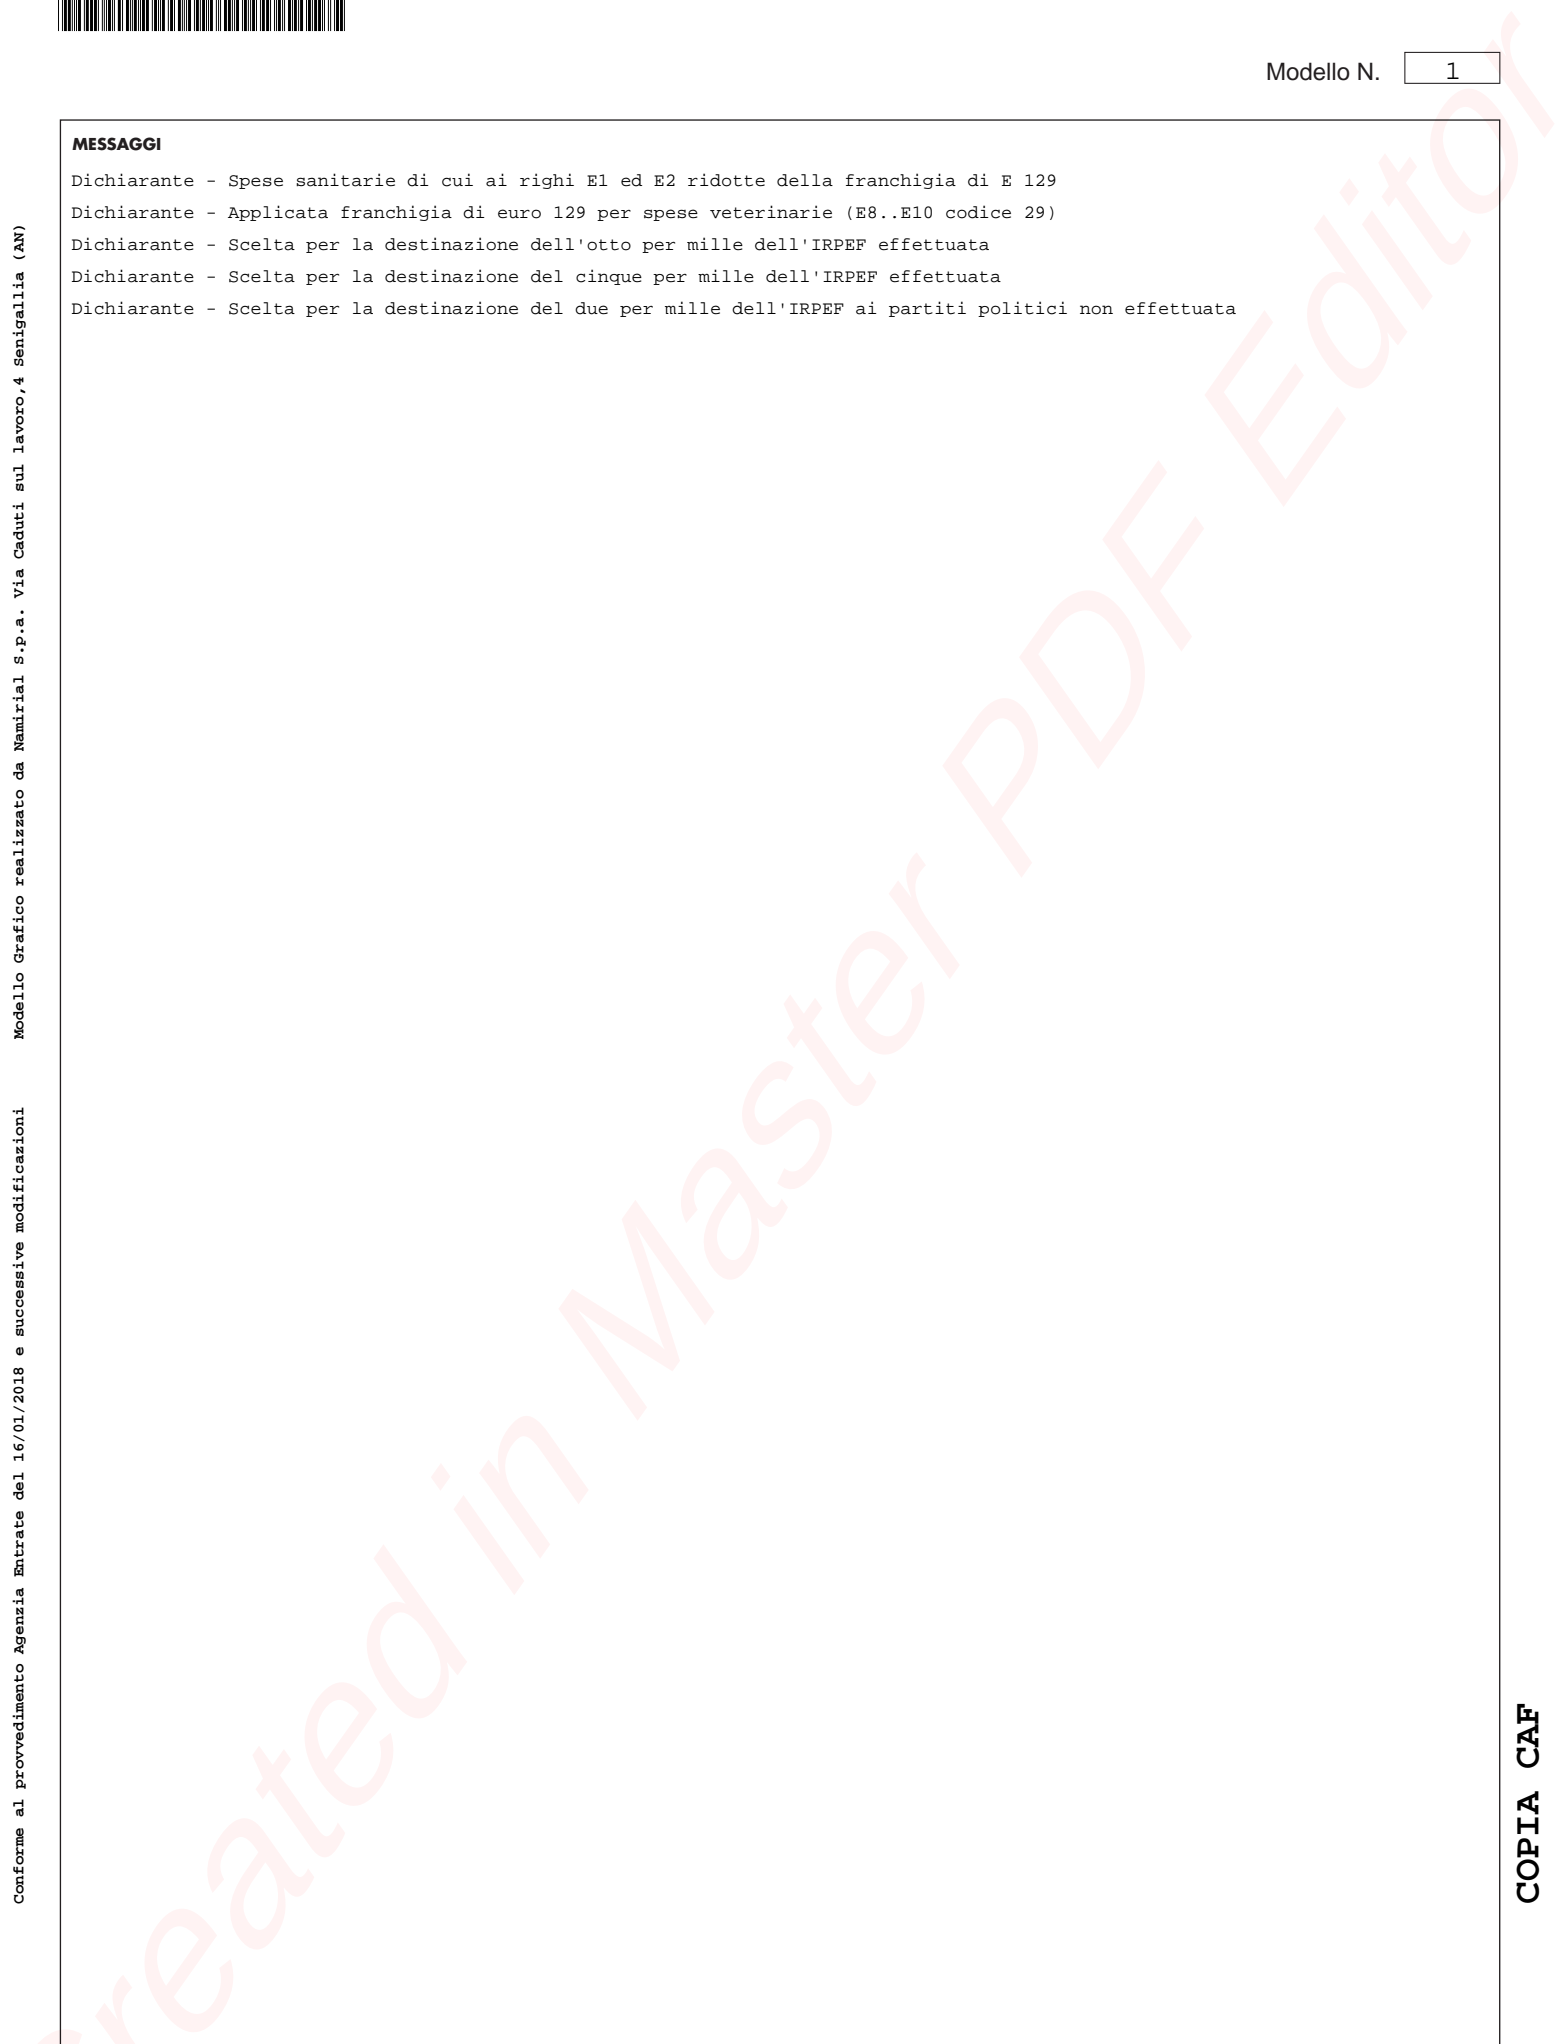 Modello N. 1
MESSAGGI
Dichiarante - Spese sanitarie di cui ai righi E1 ed E2 ridotte della franchigia di E 129
Dichiarante - Applicata franchigia di euro 129 per spese veterinarie (E8..E10 codice 29)
Dichiarante - Scelta per la destinazione dell'otto per mille dell'IRPEF effettuata
Dichiarante - Scelta per la destinazione del cinque per mille dell'IRPEF effettuata
Dichiarante - Scelta per la destinazione del due per mille dell'IRPEF ai partiti politici non effettuata
Conforme al provvedimento Agenzia Entrate del 16/01/2018 e successive modificazioni Modello Grafico realizzato da Namirial S.p.a. Via Caduti sul lavoro,4 Senigallia (AN)
COPIA CAF
Created in Master PDF Editor